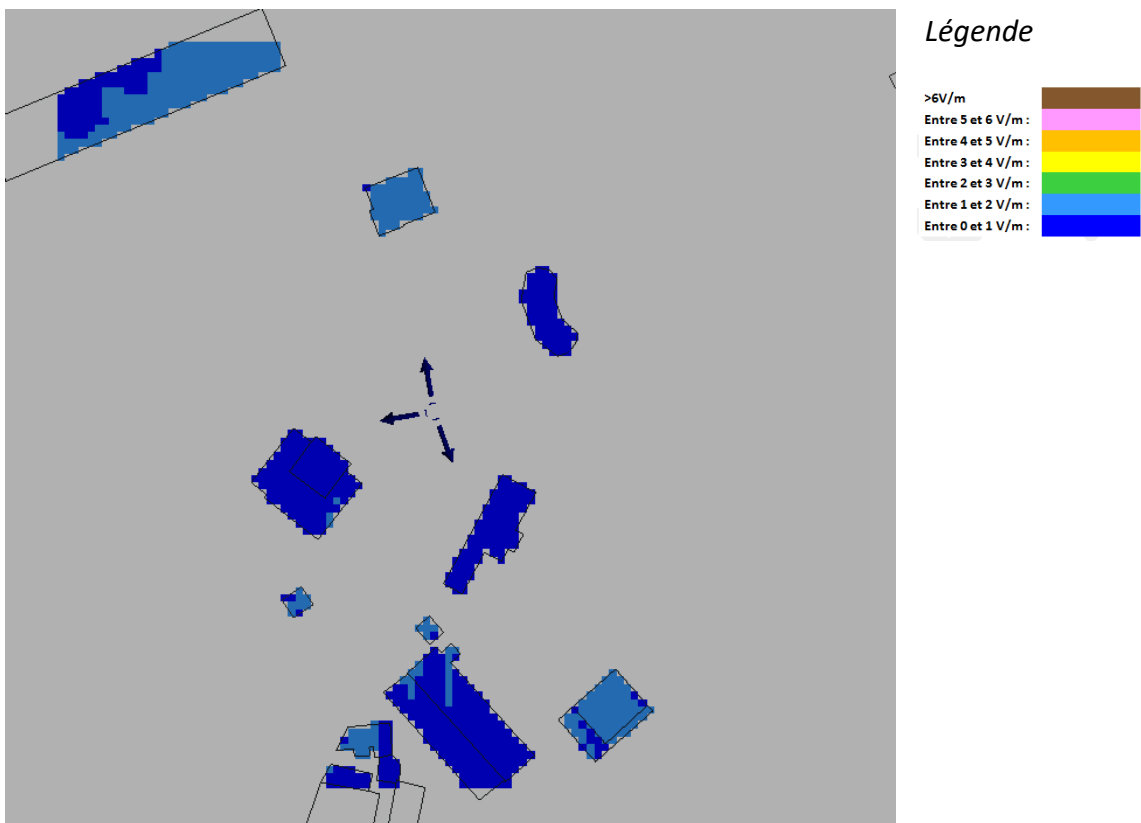 Légende
>6V/m
Entre 5 et 6 V/m :
Entre 4 et 5 V/m :
Entre 3 et 4 V/m :
Entre 2 et 3 V/m :
Entre 1 et 2 V/m :
Entre 0 et 1 V/m :